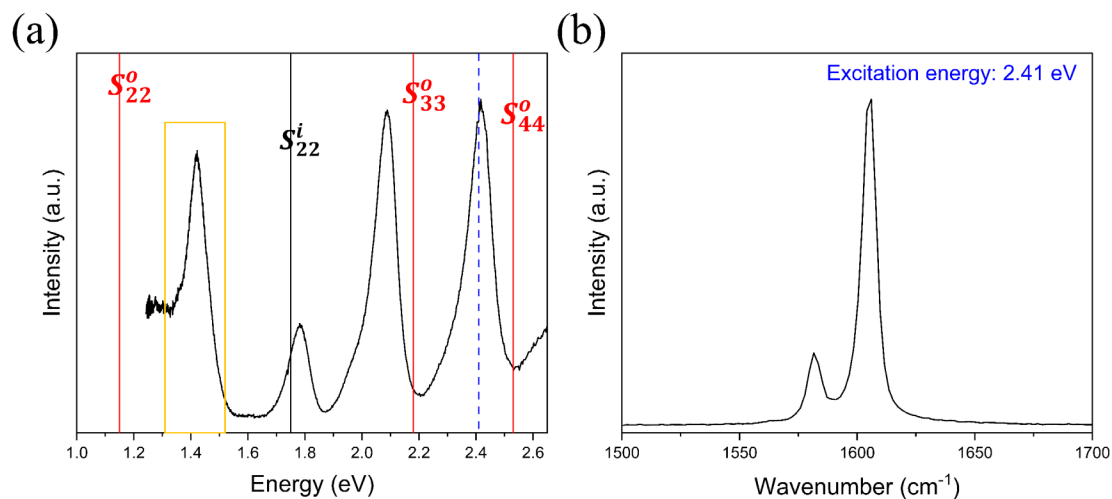 (a)
S^o_22
S^i_22
S^o_33
S^o_44
Intensity (a.u.)
1.0 1.2 1.4 1.6 1.8 2.0 2.2 2.4 2.6
Energy (eV)
(b)
Excitation energy: 2.41 eV
Intensity (a.u.)
1500 1550 1600 1650 1700
Wavenumber (cm⁻¹)